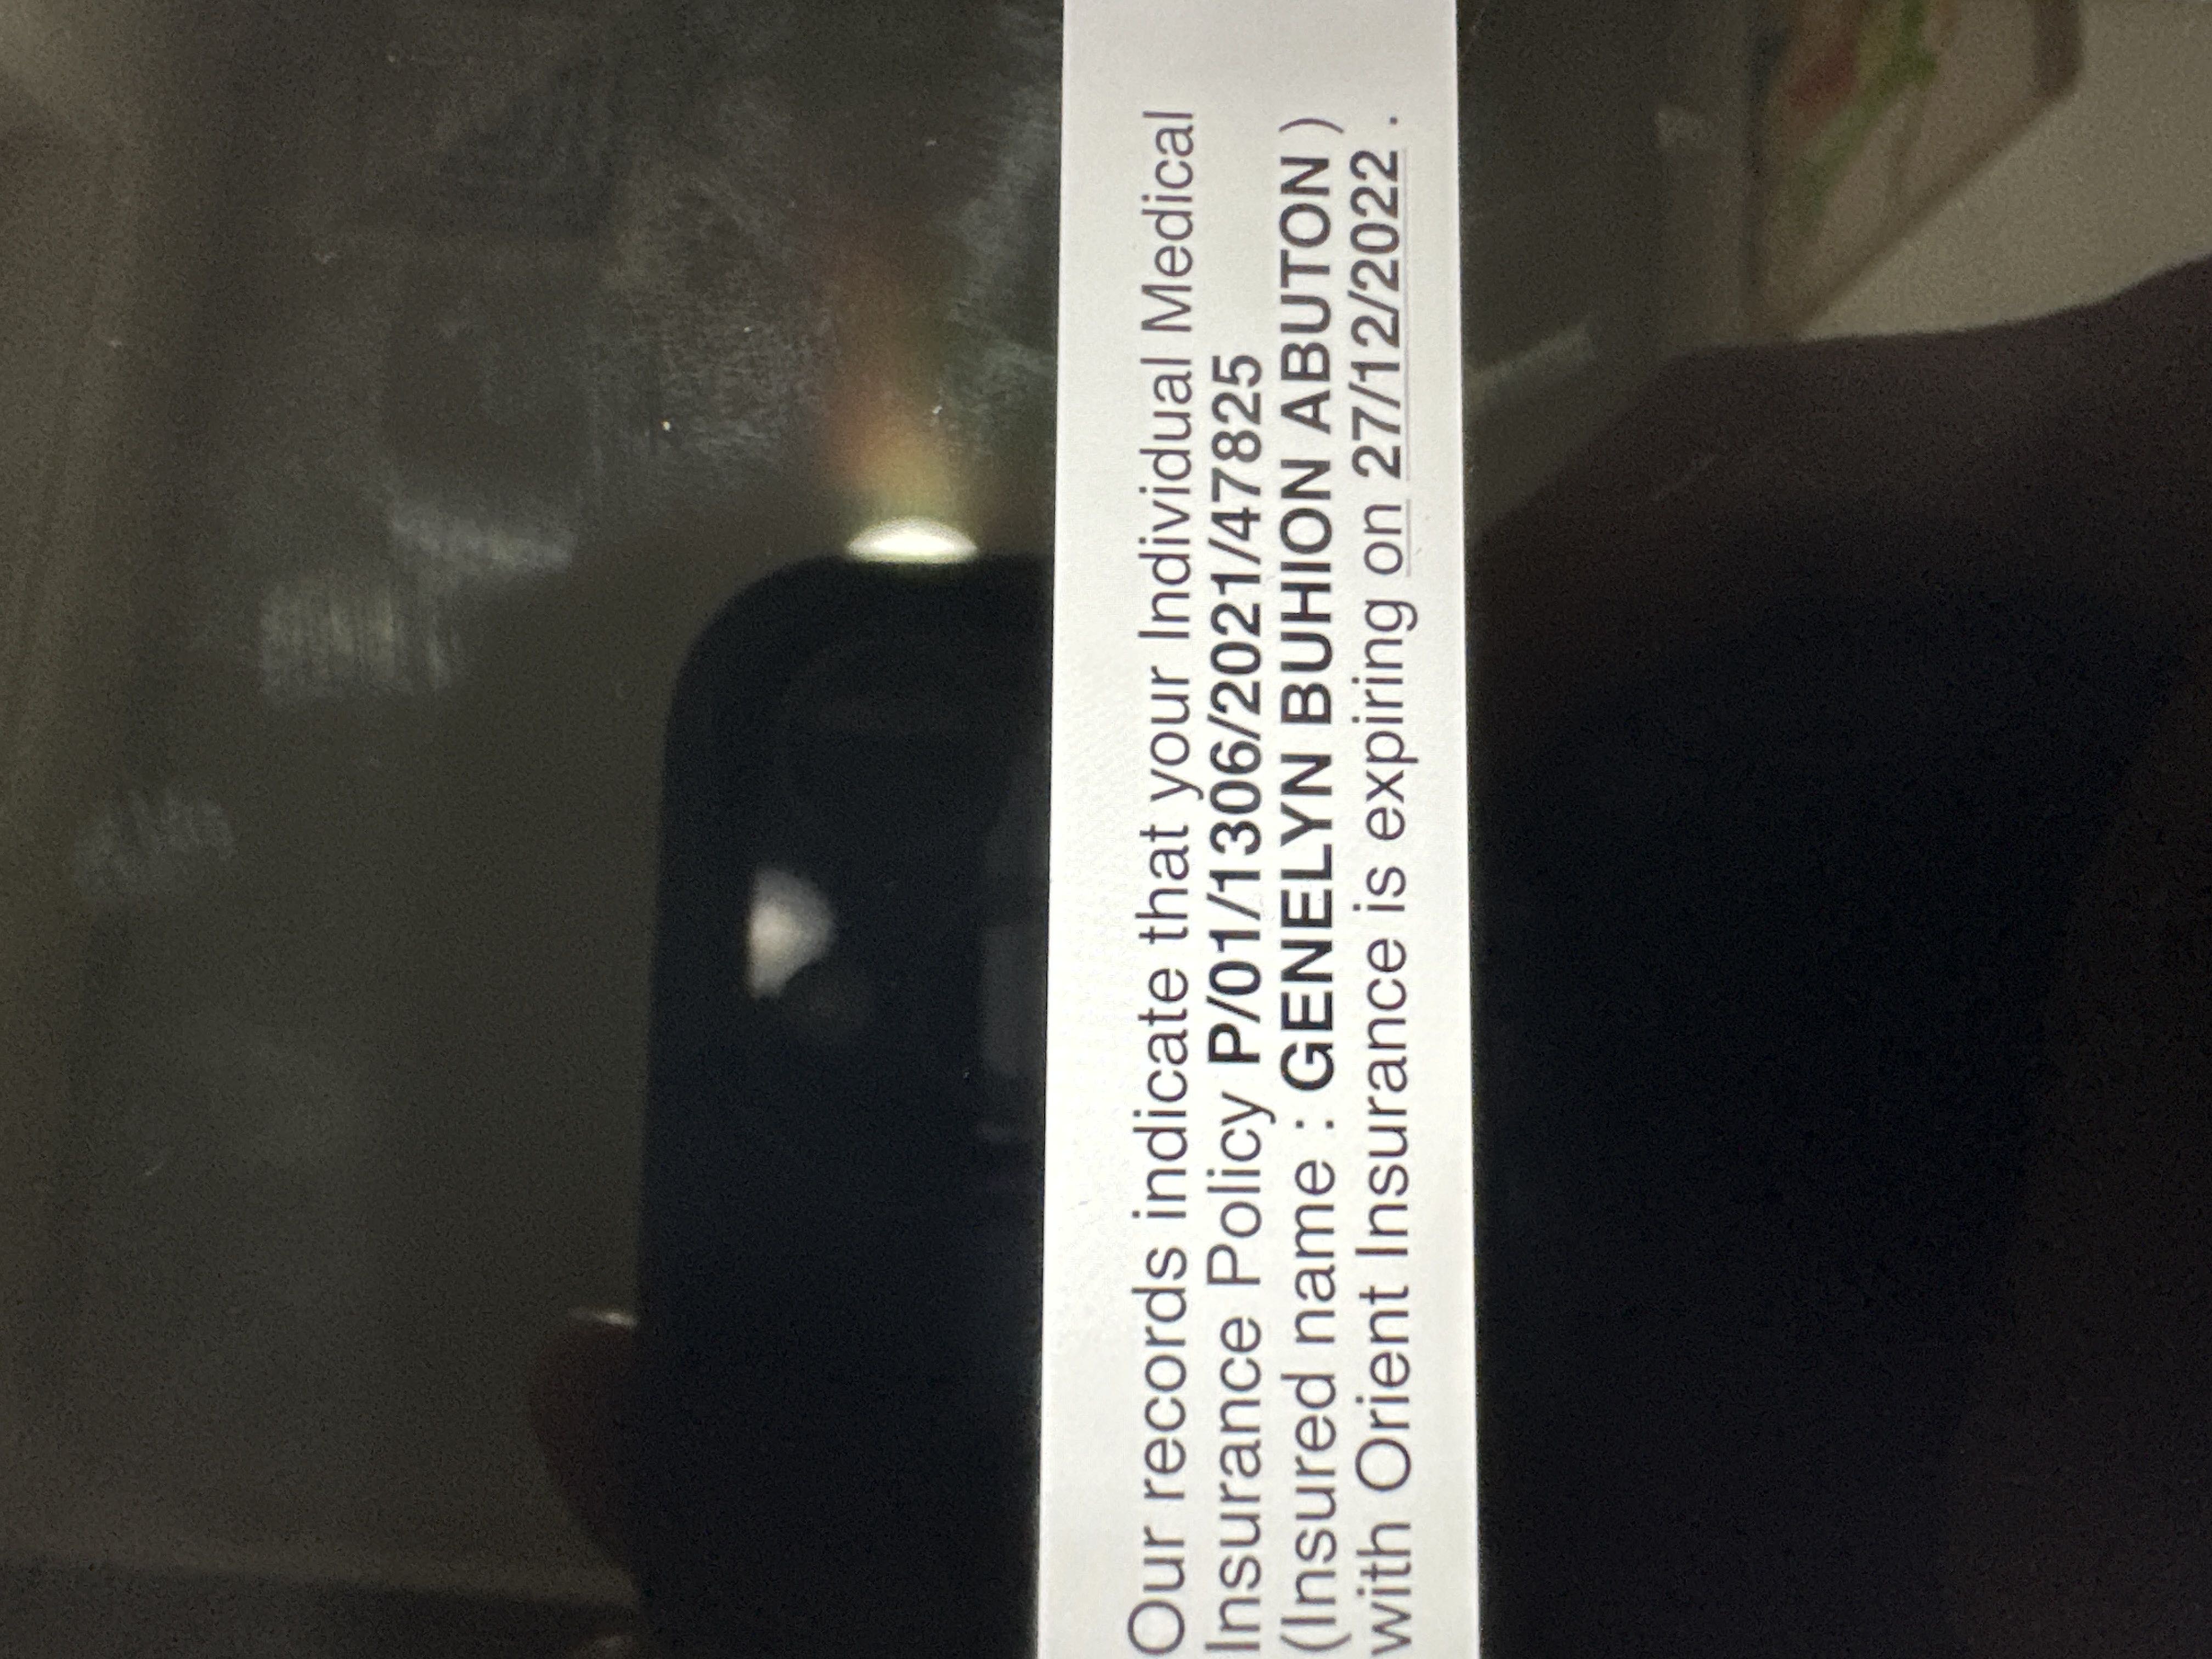 Our records indicate that your Individual Medical
Insurance Policy P/01/1306/2021/47825
(Insured name : GENELYN BUHION ABUTON )
with Orient Insurance is expiring on 27/12/2022 .